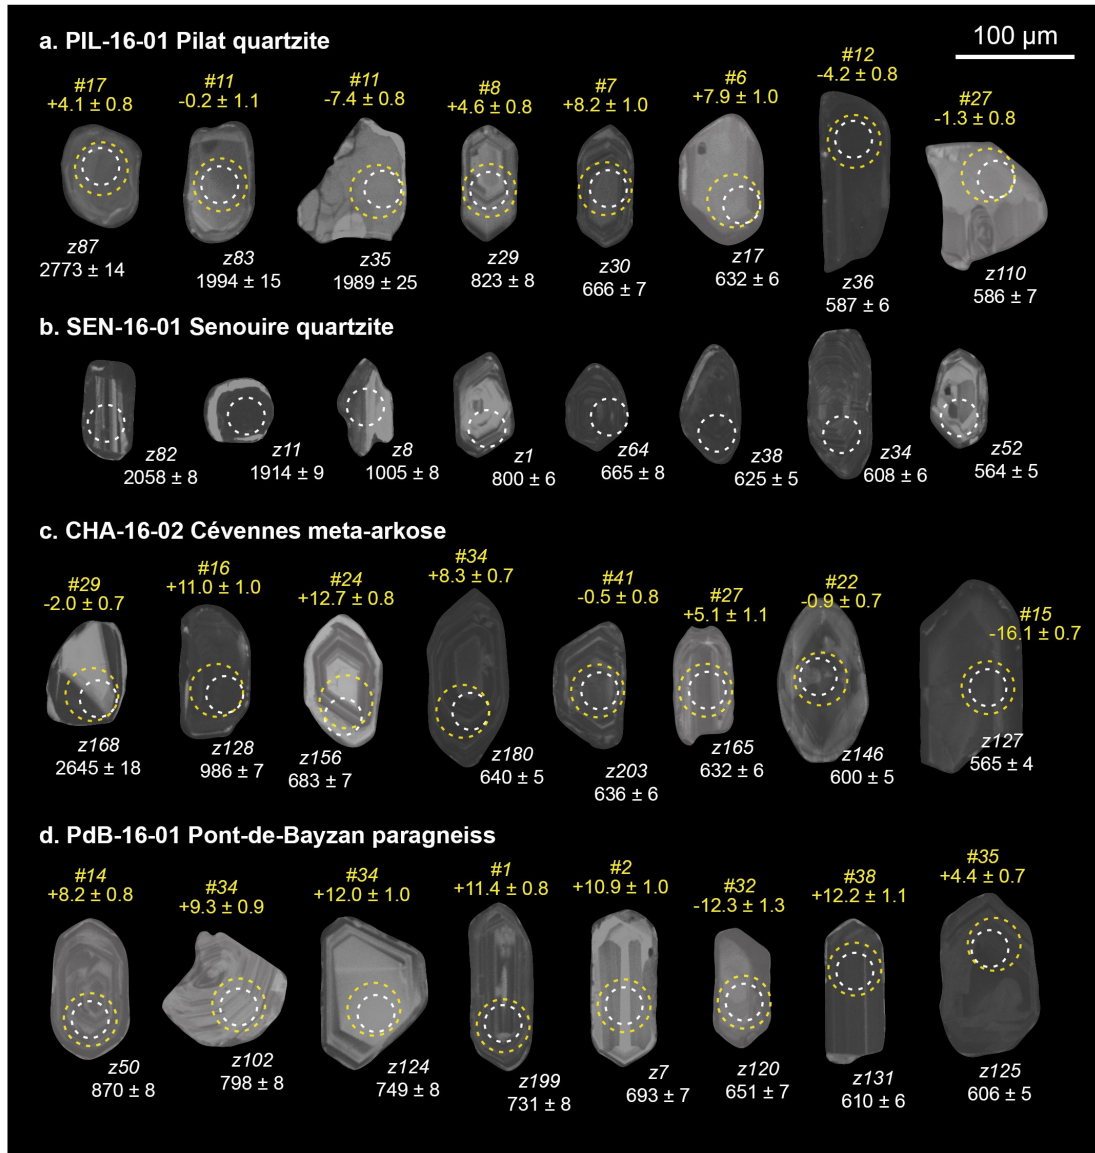 a. PIL-16-01 Pilat quartzite
100 µm
#17
+4.1 ± 0.8
#11
-0.2 ± 1.1
#11
-7.4 ± 0.8
#8
+4.6 ± 0.8
#7
+8.2 ± 1.0
#6
+7.9 ± 1.0
#12
-4.2 ± 0.8
#27
-1.3 ± 0.8
z87
2773 ± 14
z83
1994 ± 15
z35
1989 ± 25
z29
823 ± 8
z30
666 ± 7
z17
632 ± 6
z36
587 ± 6
z110
586 ± 7
b. SEN-16-01 Senouire quartzite
z82
2058 ± 8
z11
1914 ± 9
z8
1005 ± 8
z1
800 ± 6
z64
665 ± 8
z38
625 ± 5
z34
608 ± 6
z52
564 ± 5
c. CHA-16-02 Cévennes meta-arkose
#29
-2.0 ± 0.7
#16
+11.0 ± 1.0
#24
+12.7 ± 0.8
#34
+8.3 ± 0.7
#41
-0.5 ± 0.8
#27
+5.1 ± 1.1
#22
-0.9 ± 0.7
#15
-16.1 ± 0.7
z168
2645 ± 18
z128
986 ± 7
z156
683 ± 7
z180
640 ± 5
z203
636 ± 6
z165
632 ± 6
z146
600 ± 5
z127
565 ± 4
d. PdB-16-01 Pont-de-Bayzan paragneiss
#14
+8.2 ± 0.8
#34
+9.3 ± 0.9
#34
+12.0 ± 1.0
#1
+11.4 ± 0.8
#2
+10.9 ± 1.0
#32
-12.3 ± 1.3
#38
+12.2 ± 1.1
#35
+4.4 ± 0.7
z50
870 ± 8
z102
798 ± 8
z124
749 ± 8
z199
731 ± 8
z7
693 ± 7
z120
651 ± 7
z131
610 ± 6
z125
606 ± 5